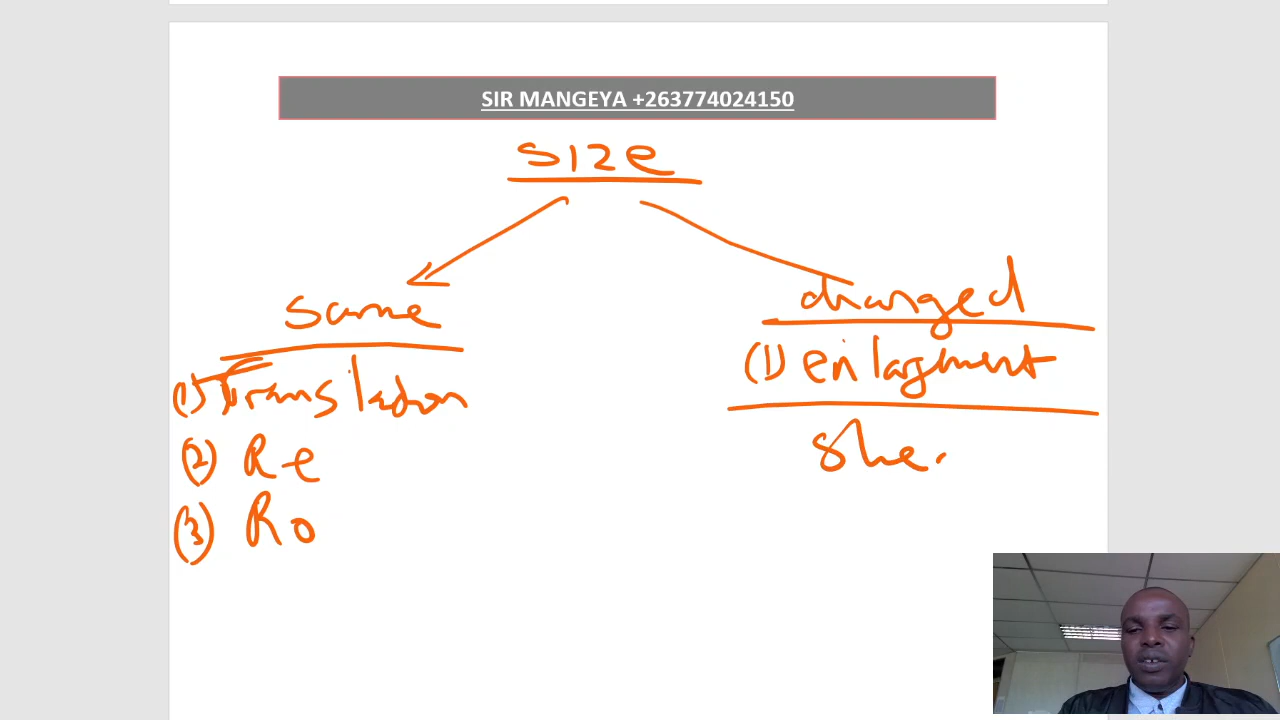 SIR MANGEYA +263774024150
size
same
changed
(1) Translation
(1) enlargment
(2) Re
she
(3) Ro